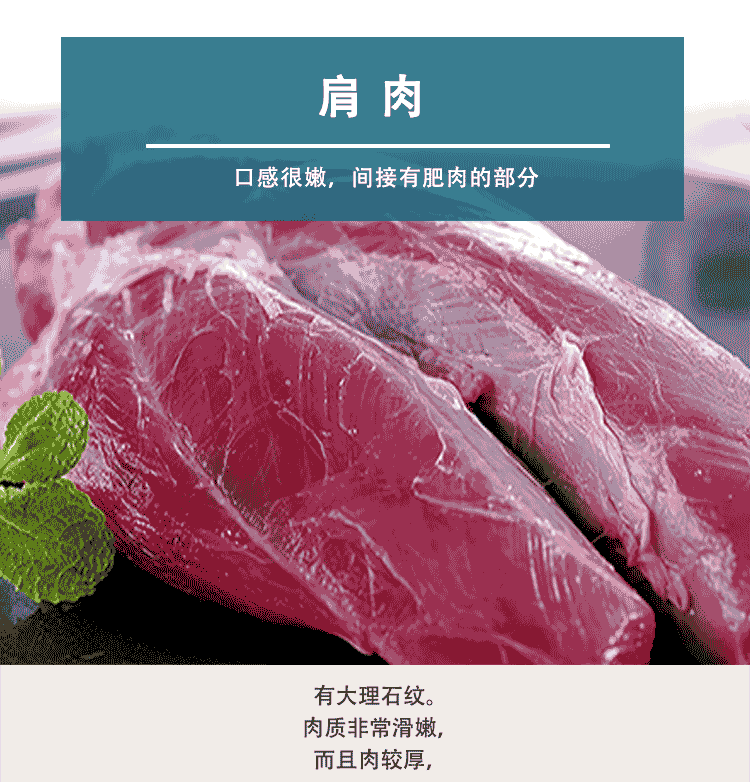 肩肉
口感很嫩，间接有肥肉的部分
有大理石纹。
肉质非常滑嫩，
而且肉较厚，